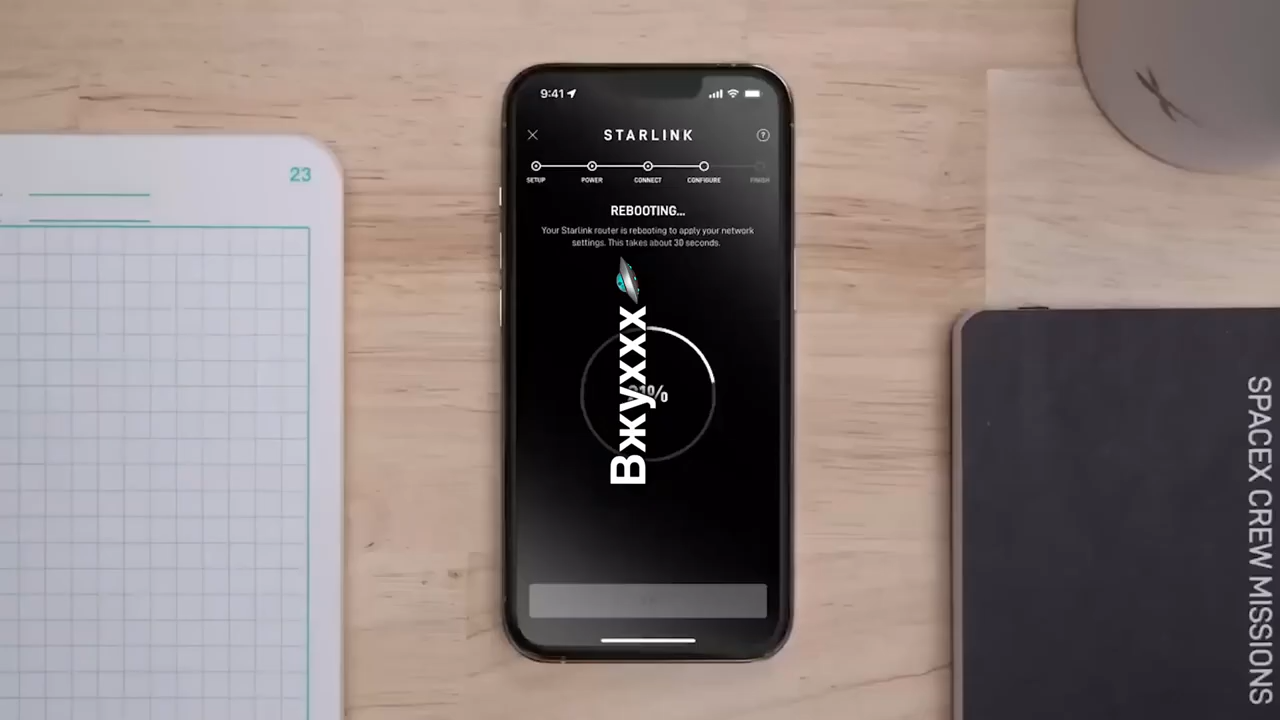 23
9:41
STARLINK
SETUP
POWER
CONNECT
CONFIGURE
FINISH
REBOOTING...
Your Starlink router is rebooting to apply your network
settings. This takes about 30 seconds.
Вжуххх
SPACEX CREW MISSIONS